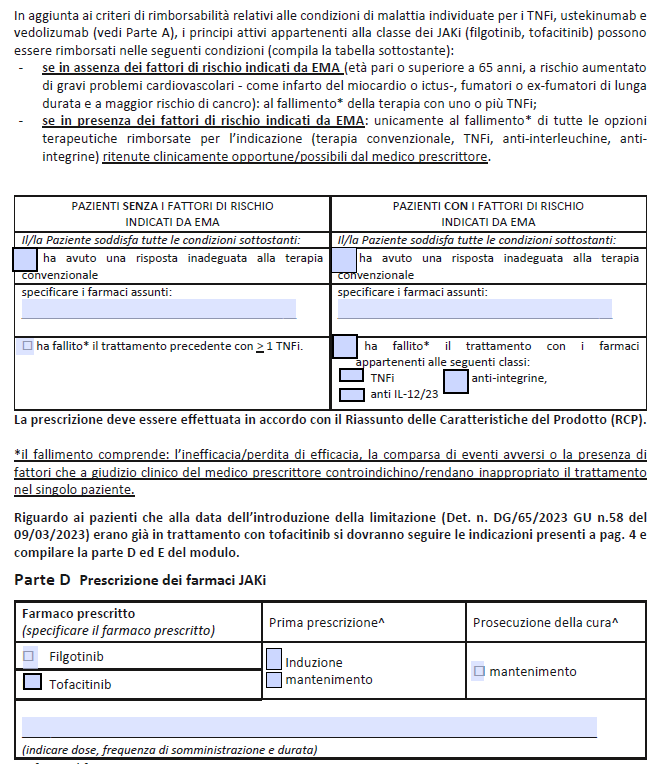 In aggiunta ai criteri di rimborsabilità relativi alle condizioni di malattia individuate per i TNFi, ustekinumab e
vedolizumab (vedi Parte A), i principi attivi appartenenti alla classe dei JAKi (filgotinib, tofacitinib) possono
essere rimborsati nelle seguenti condizioni (compila la tabella sottostante):
- se in assenza dei fattori di rischio indicati da EMA (età pari o superiore a 65 anni, a rischio aumentato
di gravi problemi cardiovascolari - come infarto del miocardio o ictus-, fumatori o ex-fumatori di lunga
durata e a maggior rischio di cancro): al fallimento* della terapia con uno o più TNFi;
- se in presenza dei fattori di rischio indicati da EMA: unicamente al fallimento* di tutte le opzioni
terapeutiche rimborsate per l'indicazione (terapia convenzionale, TNFi, anti-interleuchine, anti-
integrine) ritenute clinicamente opportune/possibili dal medico prescrittore.
PAZIENTI SENZA I FATTORI DI RISCHIO
INDICATI DA EMA
Il/la Paziente soddisfa tutte le condizioni sottostanti:
ha avuto una risposta inadeguata alla terapia
convenzionale
specificare i farmaci assunti:
ha fallito* il trattamento precedente con > 1 TNFi.
PAZIENTI CON I FATTORI DI RISCHIO
INDICATI DA EMA
Il/la Paziente soddisfa tutte le condizioni sottostanti:
ha avuto una risposta inadeguata alla terapia
convenzionale
specificare i farmaci assunti:
ha fallito* il trattamento con i farmaci
appartenenti alle seguenti classi:
TNFi anti-integrine,
anti IL-12/23
La prescrizione deve essere effettuata in accordo con il Riassunto delle Caratteristiche del Prodotto (RCP).
*il fallimento comprende: l'inefficacia/perdita di efficacia, la comparsa di eventi avversi o la presenza di
fattori che a giudizio clinico del medico prescrittore controindichino/rendano inappropriato il trattamento
nel singolo paziente.
Riguardo ai pazienti che alla data dell'introduzione della limitazione (Det. n. DG/65/2023 GU n.58 del
09/03/2023) erano già in trattamento con tofacitinib si dovranno seguire le indicazioni presenti a pag. 4 e
compilare la parte D ed E del modulo.
Parte D Prescrizione dei farmaci JAKi
Farmaco prescritto
(specificare il farmaco prescritto)
Prima prescrizione^
Prosecuzione della cura^
Filgotinib
Tofacitinib
Induzione
mantenimento
mantenimento
(indicare dose, frequenza di somministrazione e durata)